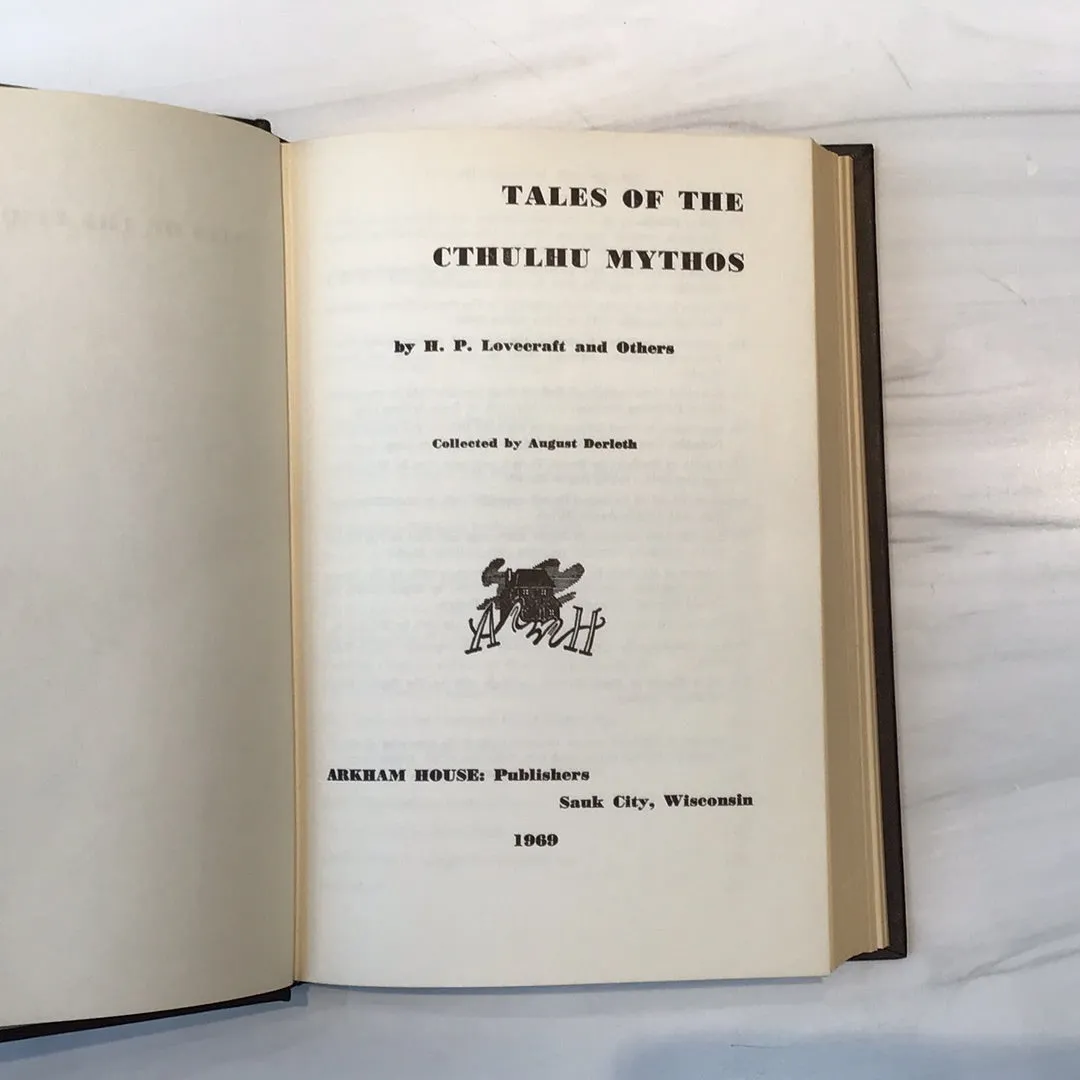 TALES OF THE
CTHULHU MYTHOS
by H. P. Lovecraft and Others
Collected by August Derleth
ArmH
ARKHAM HOUSE: Publishers
Sauk City, Wisconsin
1969